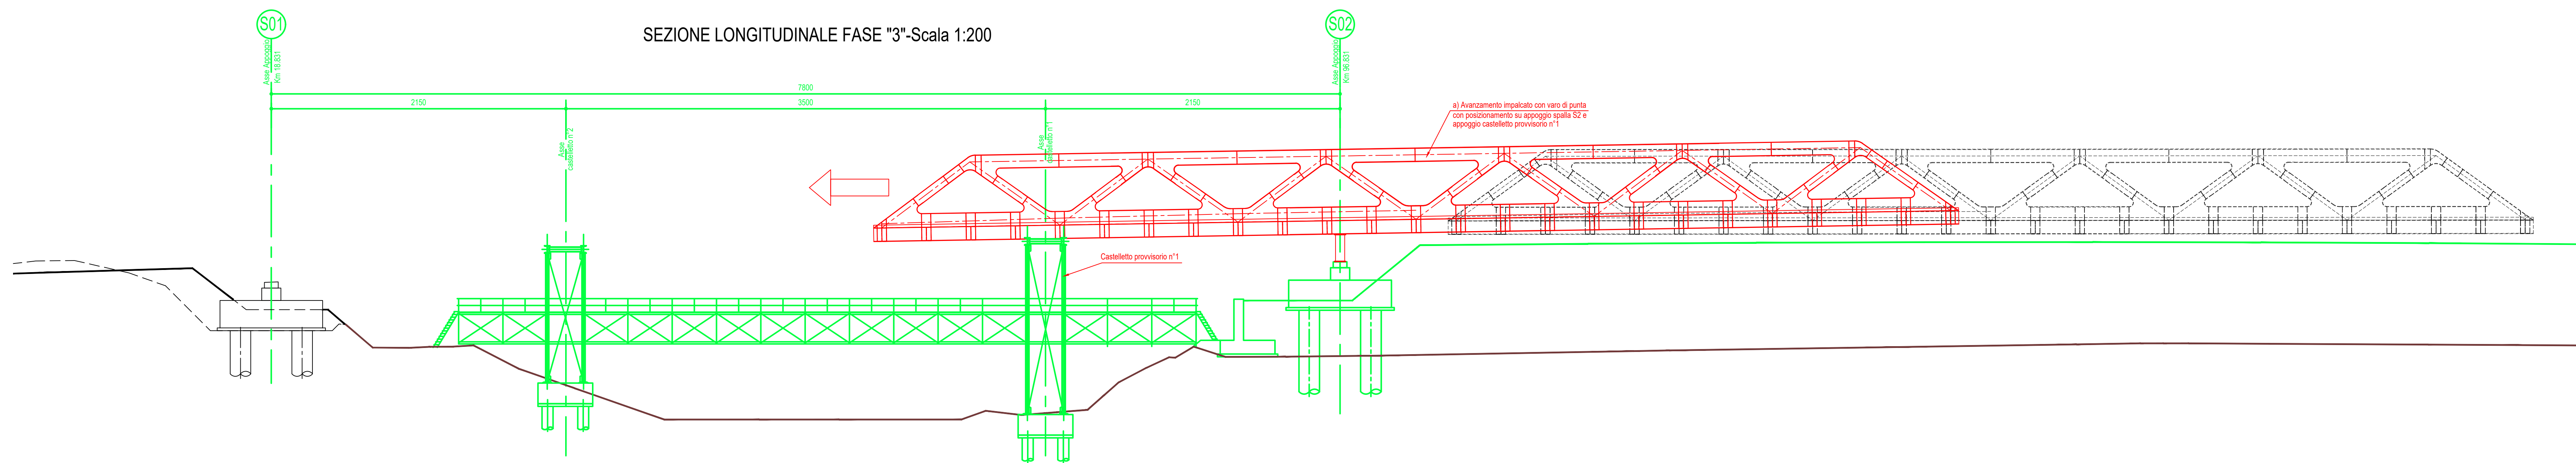 S01
SEZIONE LONGITUDINALE FASE "3"-Scala 1:200
S02
Asse Appoggio
Km 18.831
Asse Appoggio
Km 96.831
7800
2150
3500
2150
a) Avanzamento impalcato con varo di punta
con posizionamento su appoggio spalla S2 e
appoggio castelletto provvisorio n°1
Asse
castelletto n°2
Asse
castelletto n°1
Castelletto provvisorio n°1